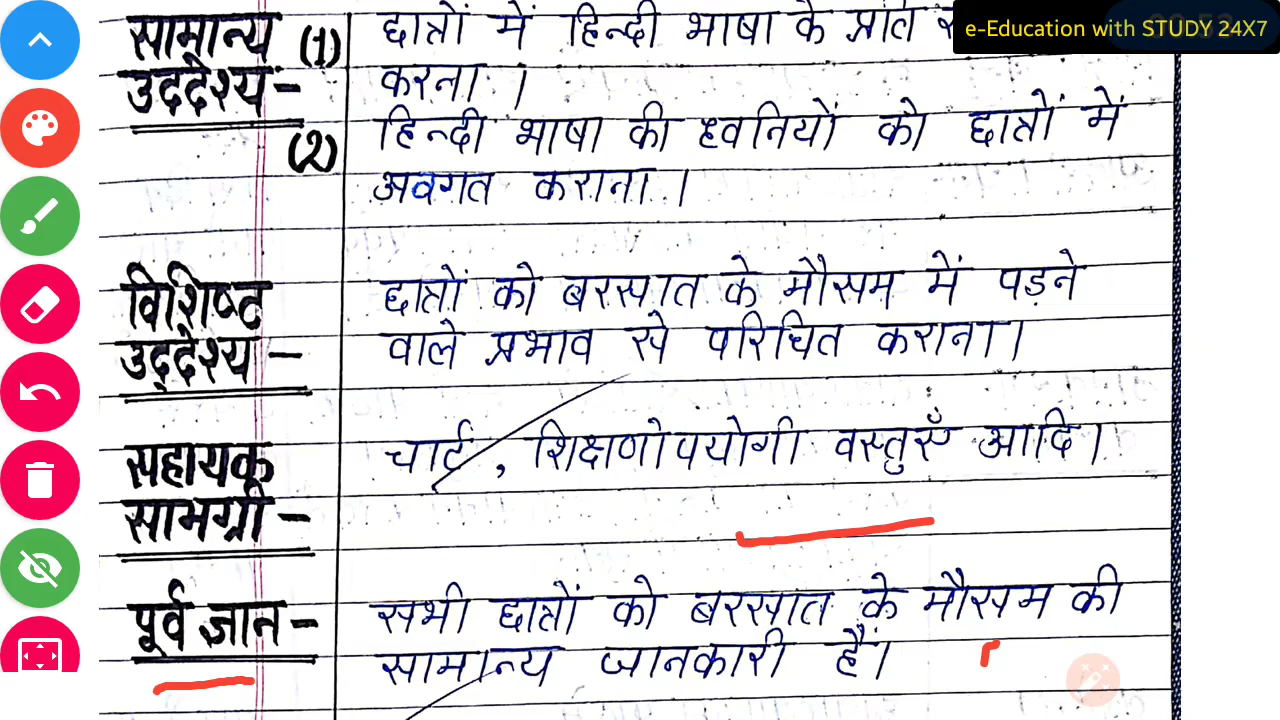 e-Education with STUDY 24X7
सामान्य (1) छात्रों में हिन्दी भाषा के प्रति
उद्देश्य - करना ।
(2) हिन्दी भाषा की ध्वनियों को छात्रों में
अवगत कराना ।
विशिष्ट छात्रों को बरसात के मौसम में पड़ने
उद्देश्य - वाले प्रभाव से परिचित कराना ।
सहायक चार्ट, शिक्षणोपयोगी वस्तुएँ आदि ।
सामग्री -
पूर्व ज्ञान - सभी छात्रों को बरसात के मौसम की
सामान्य जानकारी हैं।